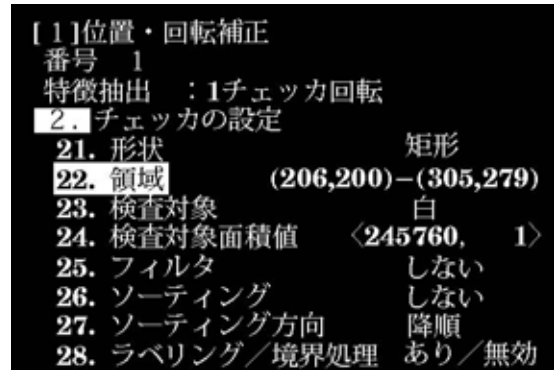 [1]位置・回転補正
番号 1
特徴抽出 :1チェッカ回転
2. チェッカの設定
21. 形状 矩形
22. 領域 (206,200)−(305,279)
23. 検査対象 白
24. 検査対象面積値 〈245760, 1〉
25. フィルタ しない
26. ソーティング しない
27. ソーティング方向 降順
28. ラベリング／境界処理 あり／無効